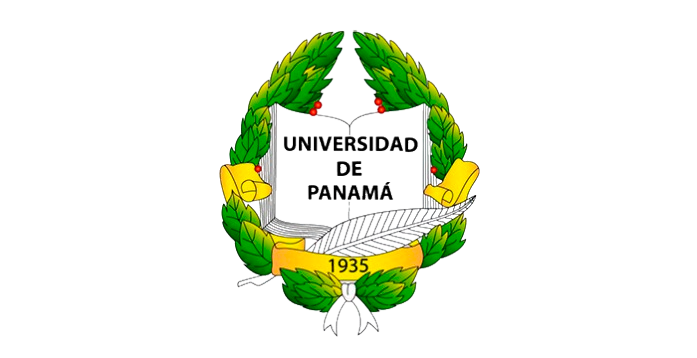 UNIVERSIDAD
DE
PANAMÁ
1935